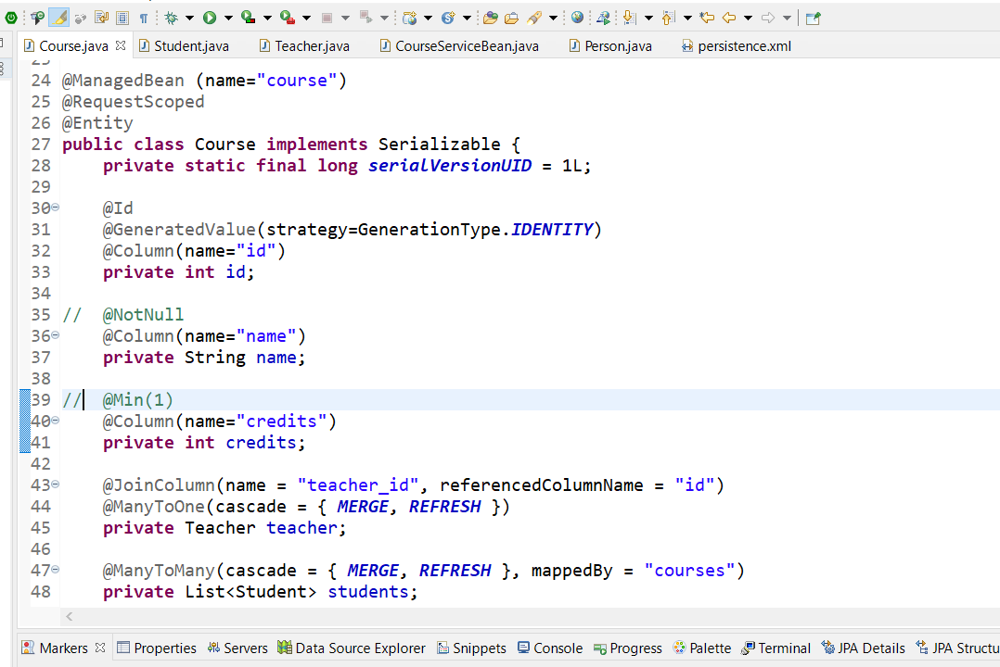 Course.java Student.java Teacher.java CourseServiceBean.java Person.java persistence.xml
24 @ManagedBean (name="course")
25 @RequestScoped
26 @Entity
27 public class Course implements Serializable {
28 private static final long serialVersionUID = 1L;
29
30 @Id
31 @GeneratedValue(strategy=GenerationType.IDENTITY)
32 @Column(name="id")
33 private int id;
34
35 // @NotNull
36 @Column(name="name")
37 private String name;
38
39 // @Min(1)
40 @Column(name="credits")
41 private int credits;
42
43 @JoinColumn(name = "teacher_id", referencedColumnName = "id")
44 @ManyToOne(cascade = { MERGE, REFRESH })
45 private Teacher teacher;
46
47 @ManyToMany(cascade = { MERGE, REFRESH }, mappedBy = "courses")
48 private List<Student> students;
Markers Properties Servers Data Source Explorer Snippets Console Progress Palette Terminal JPA Details JPA Structu